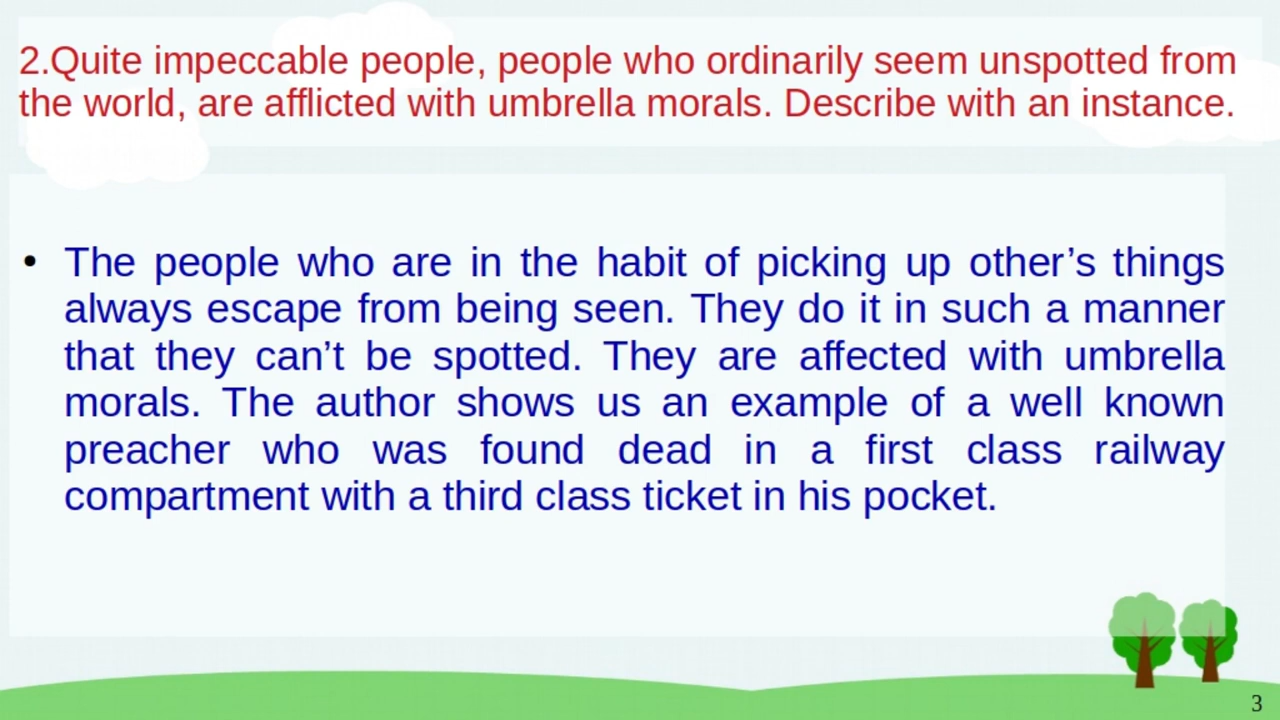 2.Quite impeccable people, people who ordinarily seem unspotted from
the world, are afflicted with umbrella morals. Describe with an instance.
• The people who are in the habit of picking up other’s things
always escape from being seen. They do it in such a manner
that they can’t be spotted. They are affected with umbrella
morals. The author shows us an example of a well known
preacher who was found dead in a first class railway
compartment with a third class ticket in his pocket.
3